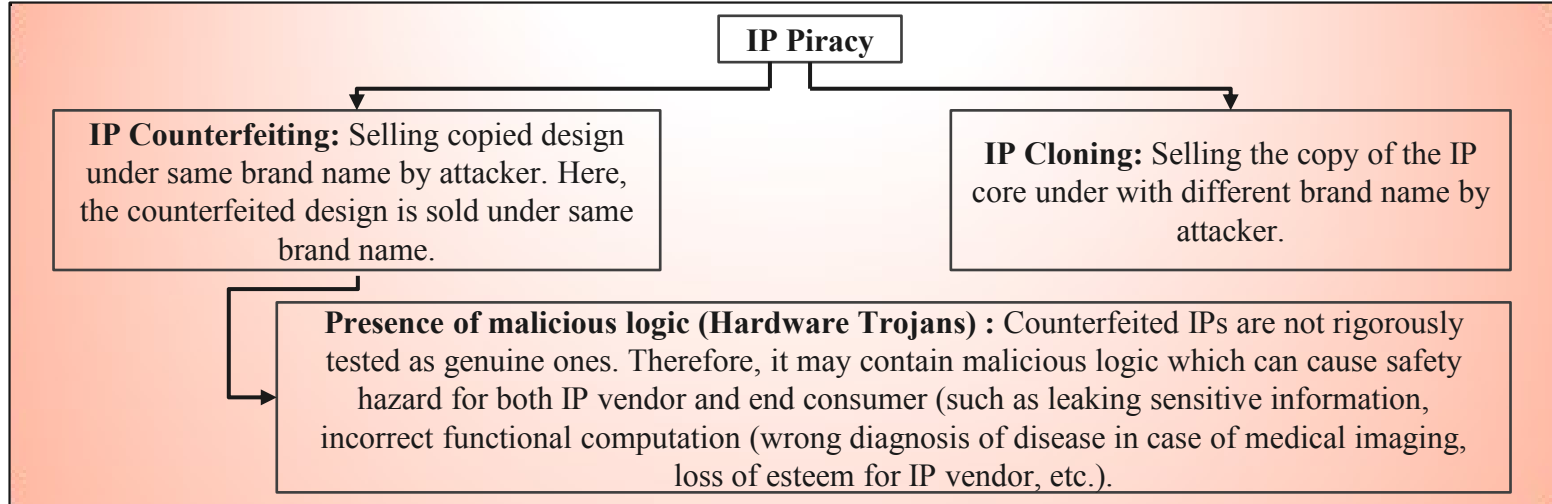 IP Piracy
IP Counterfeiting: Selling copied design
under same brand name by attacker. Here,
the counterfeited design is sold under same
brand name.
IP Cloning: Selling the copy of the IP
core under with different brand name by
attacker.
Presence of malicious logic (Hardware Trojans) : Counterfeited IPs are not rigorously
tested as genuine ones. Therefore, it may contain malicious logic which can cause safety
hazard for both IP vendor and end consumer (such as leaking sensitive information,
incorrect functional computation (wrong diagnosis of disease in case of medical imaging,
loss of esteem for IP vendor, etc.).